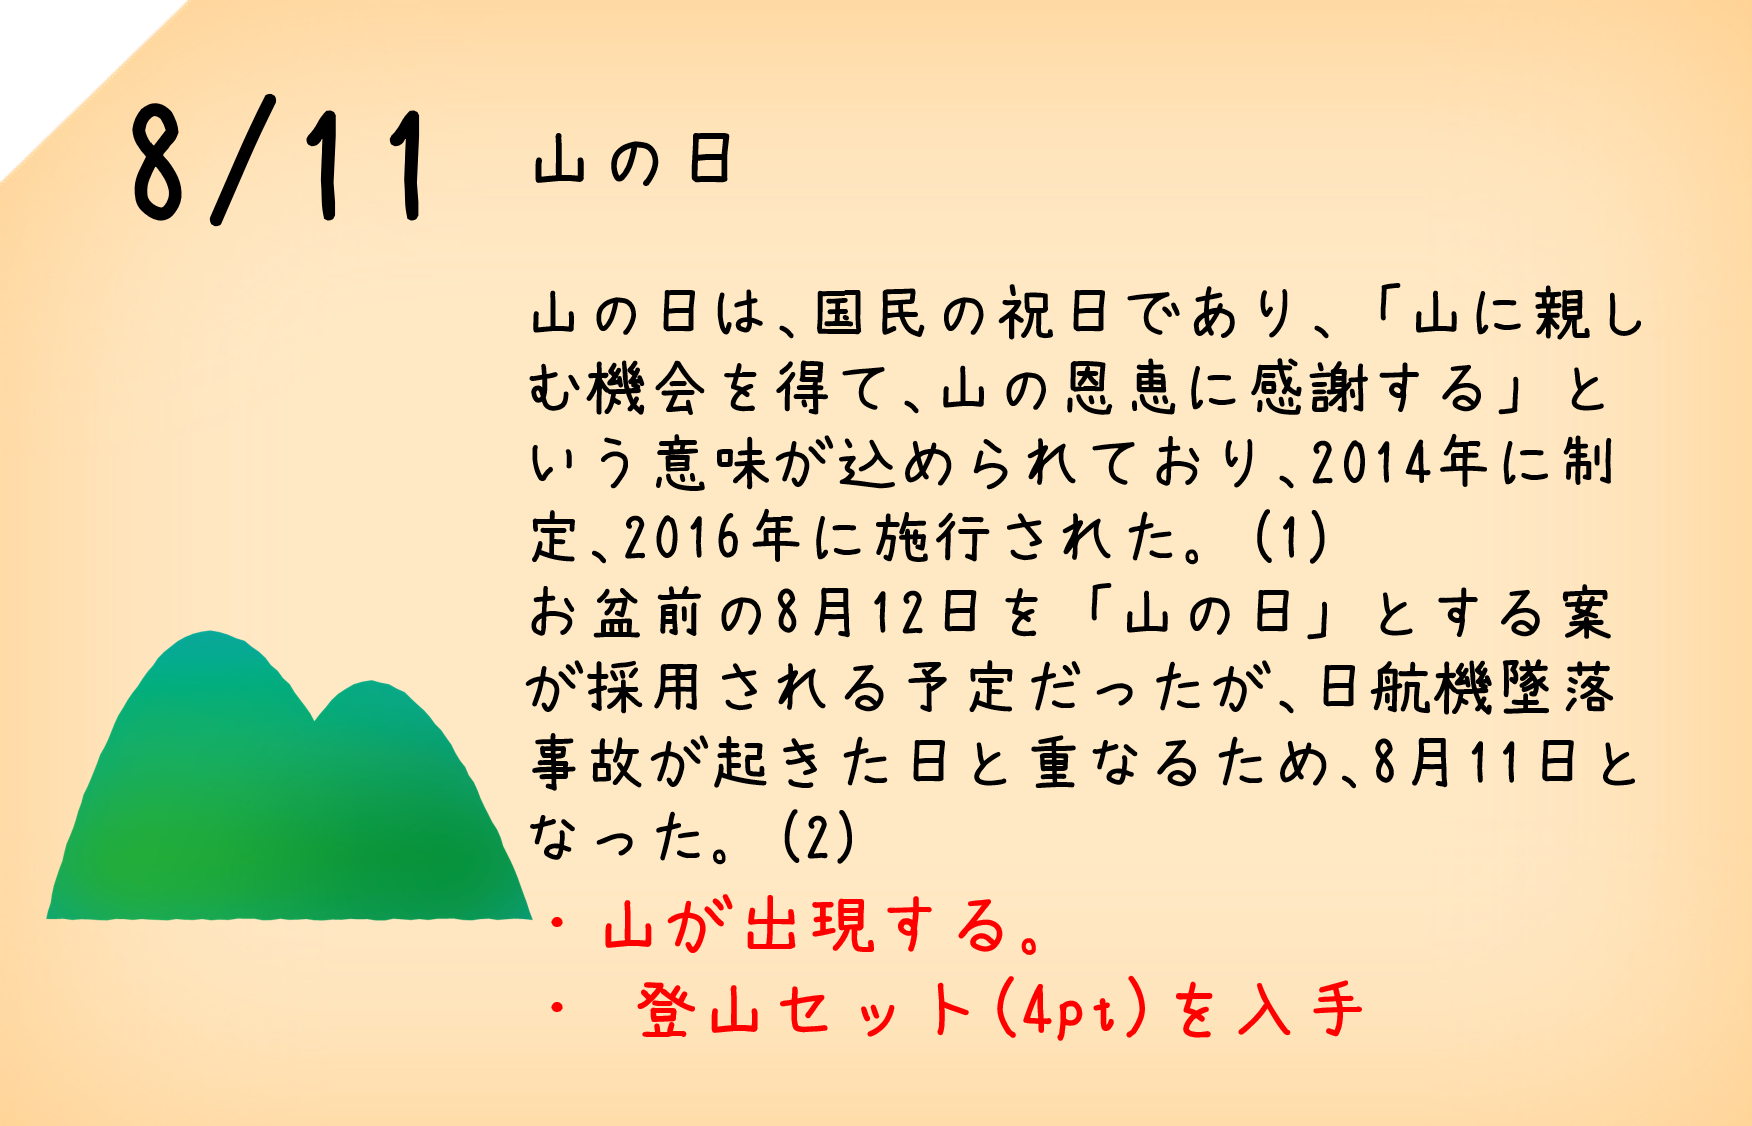 8/11 山の日
山の日は、国民の祝日であり、「山に親し
む機会を得て、山の恩恵に感謝する」と
いう意味が込められており、2014年に制
定、2016年に施行された。(1)
お盆前の8月12日を「山の日」とする案
が採用される予定だったが、日航機墜落
事故が起きた日と重なるため、8月11日と
なった。(2)
・山が出現する。
・ 登山セット(4pt)を入手